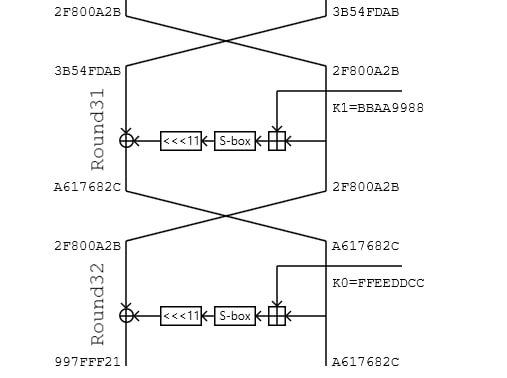 2F800A2B 3B54FDAB
3B54FDAB 2F800A2B
K1=BBAA9988
Round31
<<<11 S-box
A617682C 2F800A2B
2F800A2B A617682C
K0=FFEEDDCC
Round32
<<<11 S-box
997FFF21 A617682C